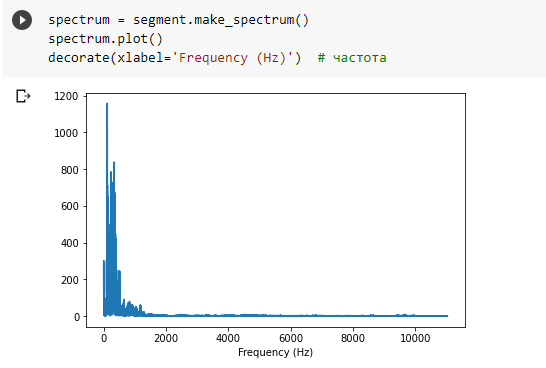 spectrum = segment.make_spectrum()
spectrum.plot()
decorate(xlabel='Frequency (Hz)')  # частота
1200
1000
800
600
400
200
0
0 2000 4000 6000 8000 10000
Frequency (Hz)